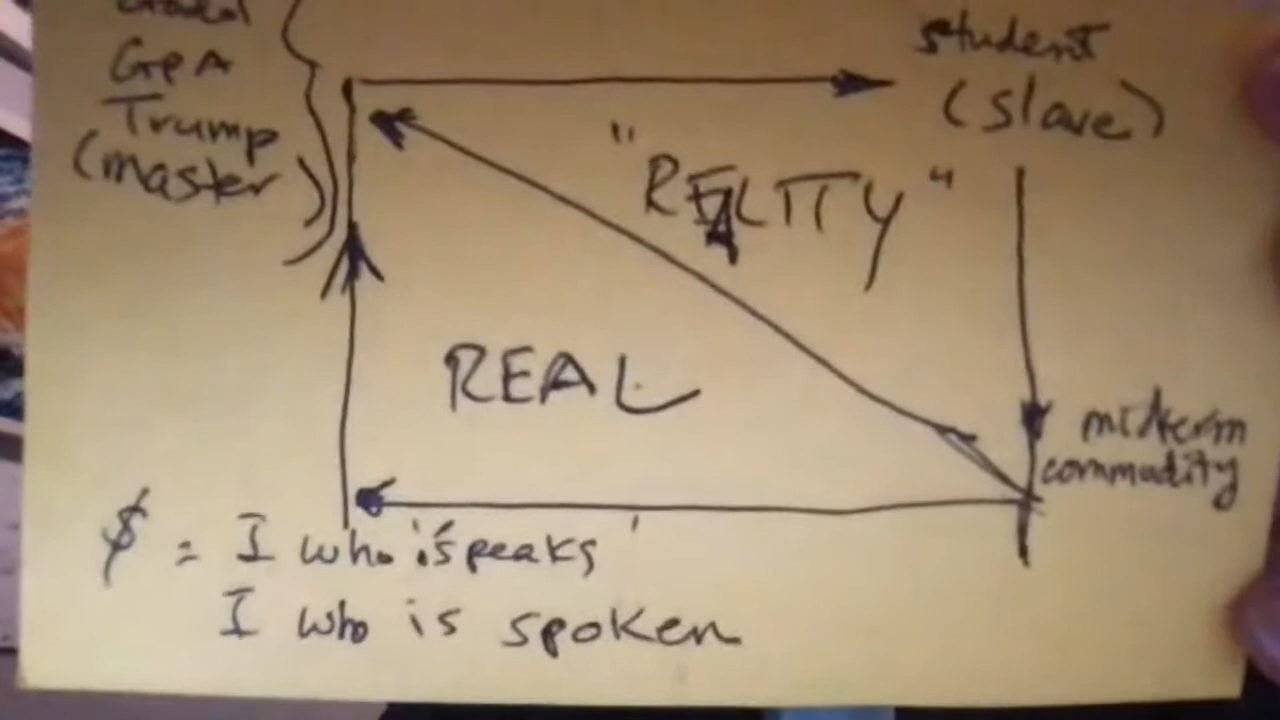 GPA
Trump
(master)
student
(slave)
"REALITY"
REAL
midterm
commodity
$ = I who 'speaks'
I who is spoken